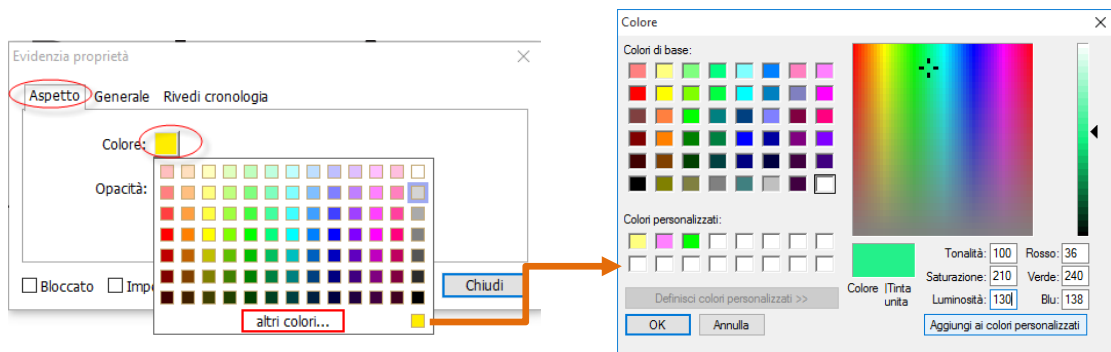 Evidenzia proprietà
Aspetto Generale Rivedi cronologia
Colore:
Opacità:
Bloccato
Chiudi
altri colori...
Colore
Colori di base:
Colori personalizzati:
Definisci colori personalizzati >>
OK Annulla
Colore |Tinta
unita
Tonalità: 100 Rosso: 36
Saturazione: 210 Verde: 240
Luminosità: 130 Blu: 138
Aggiungi ai colori personalizzati